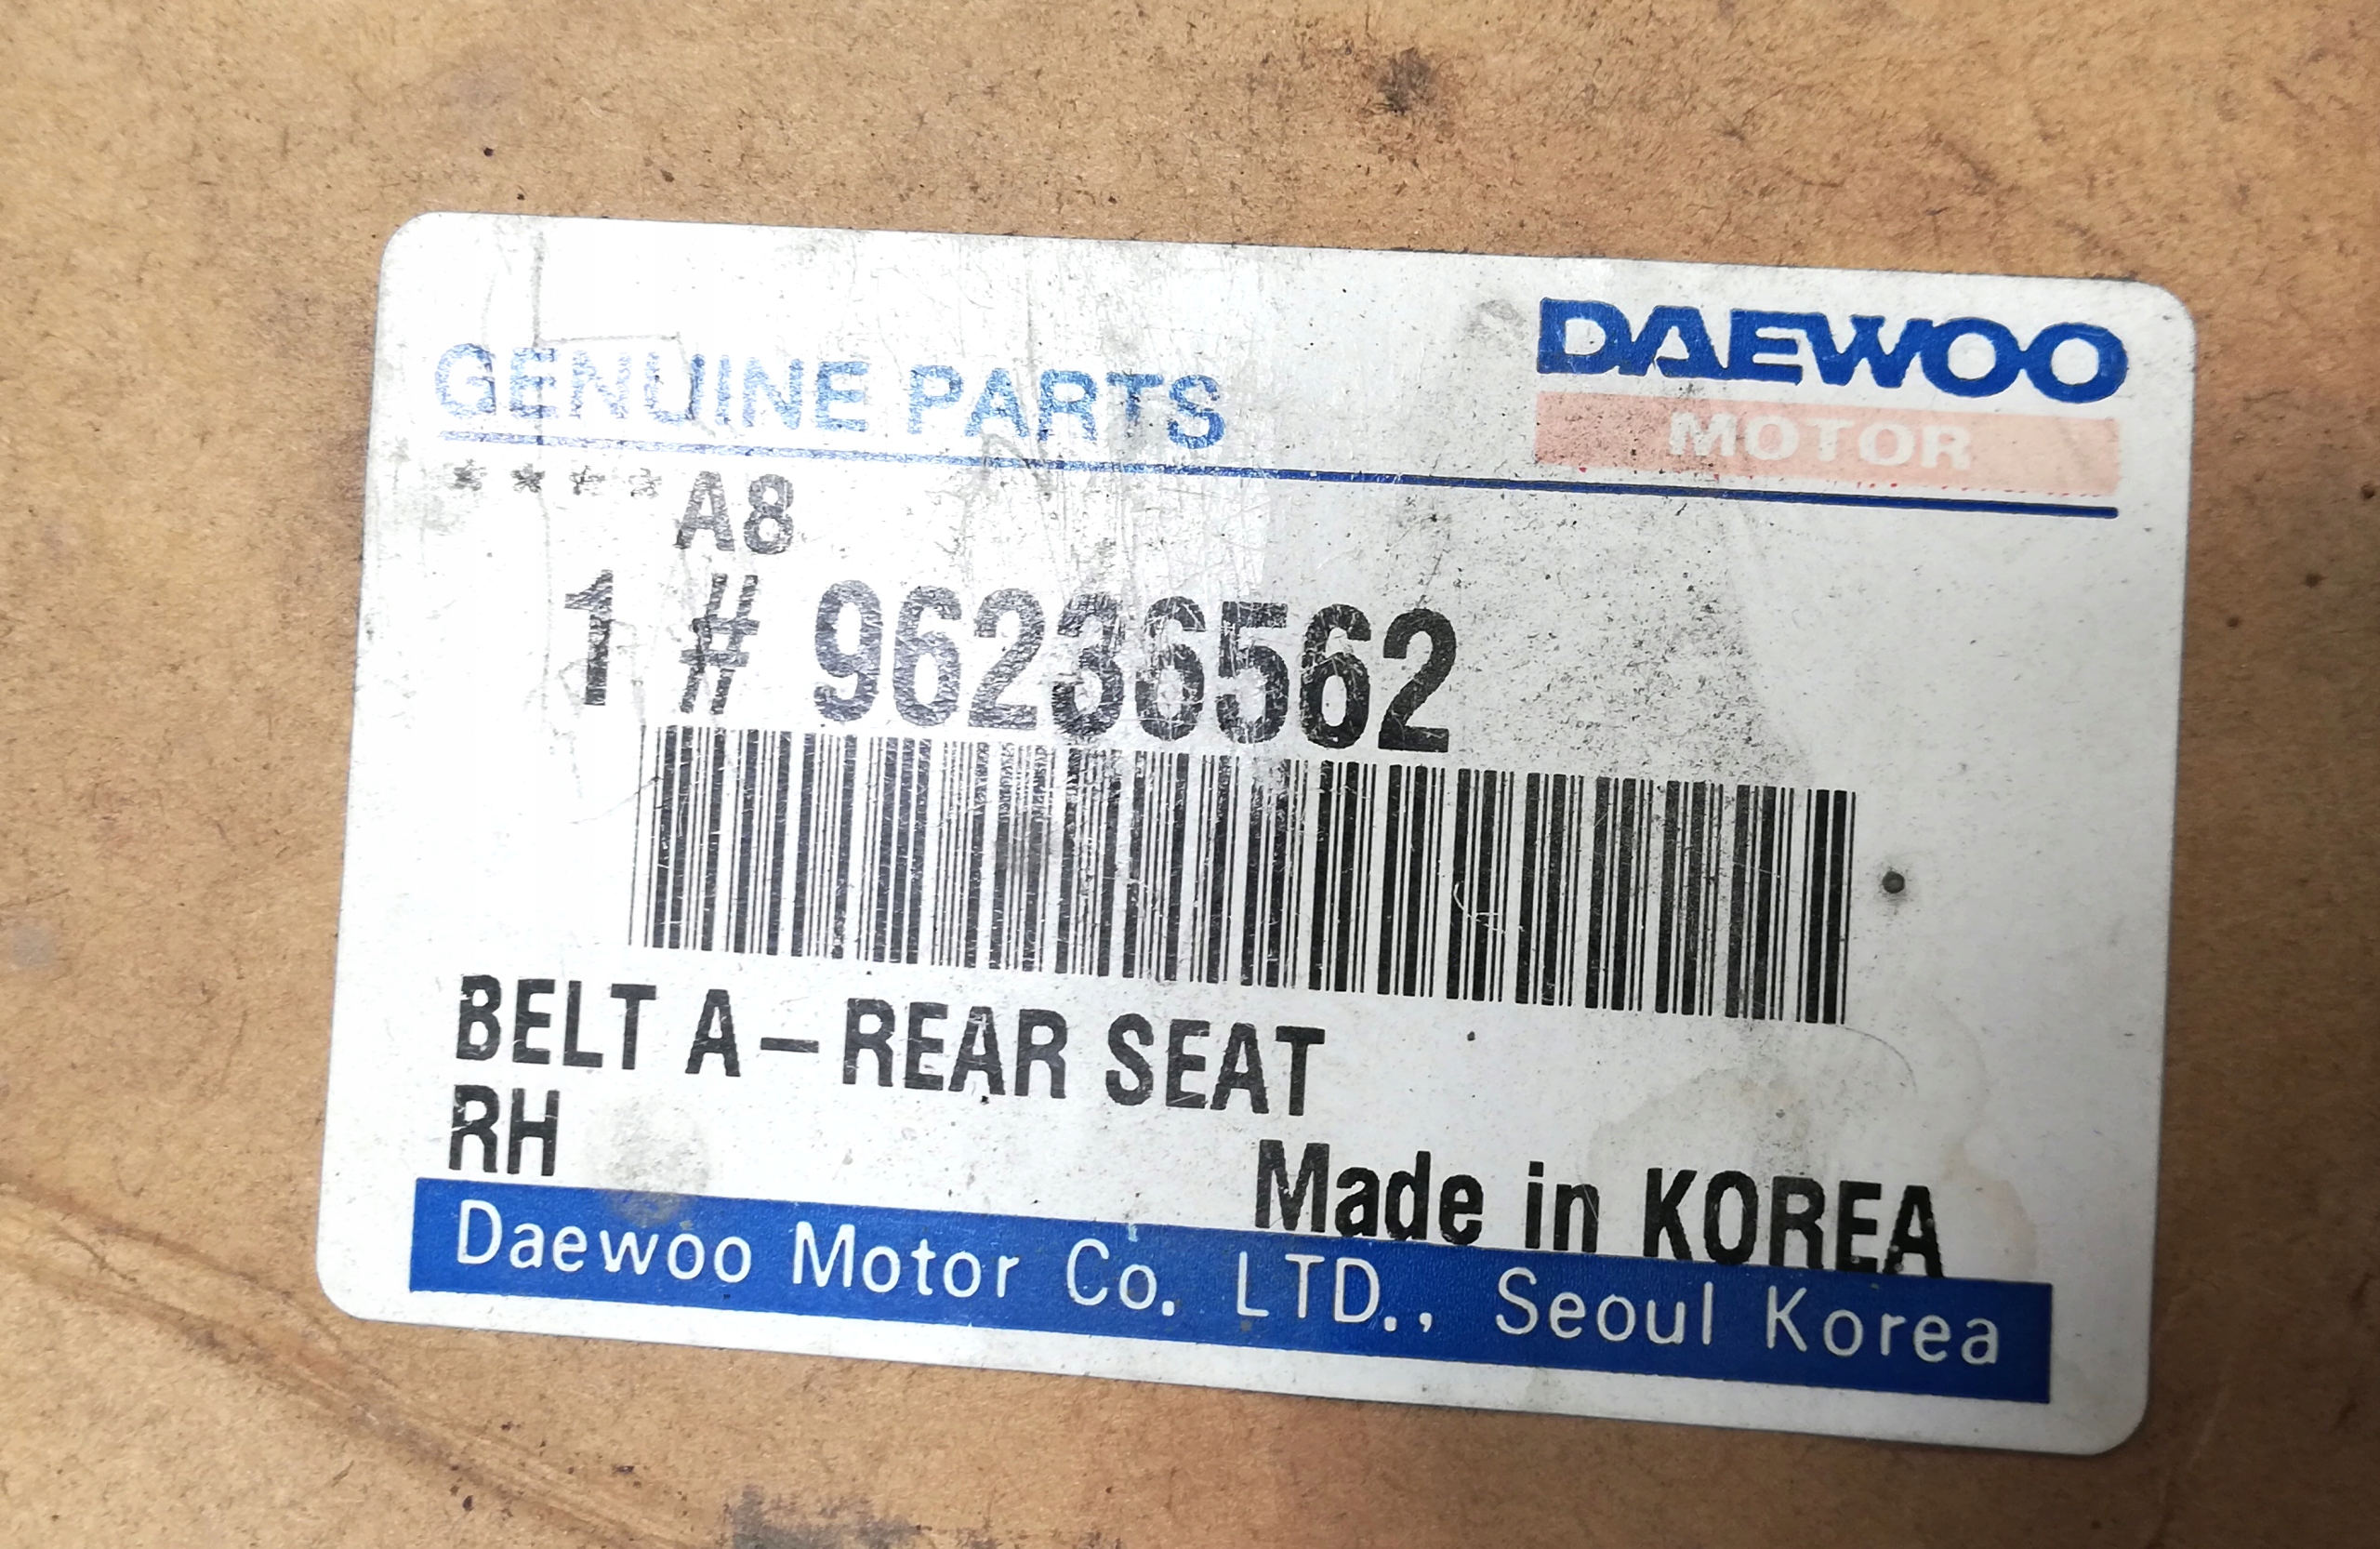 GENUINE PARTS
DAEWOO
MOTOR
**** A8
1 # 96236562
BELT A-REAR SEAT
RH
Made in KOREA
Daewoo Motor Co. LTD., Seoul Korea